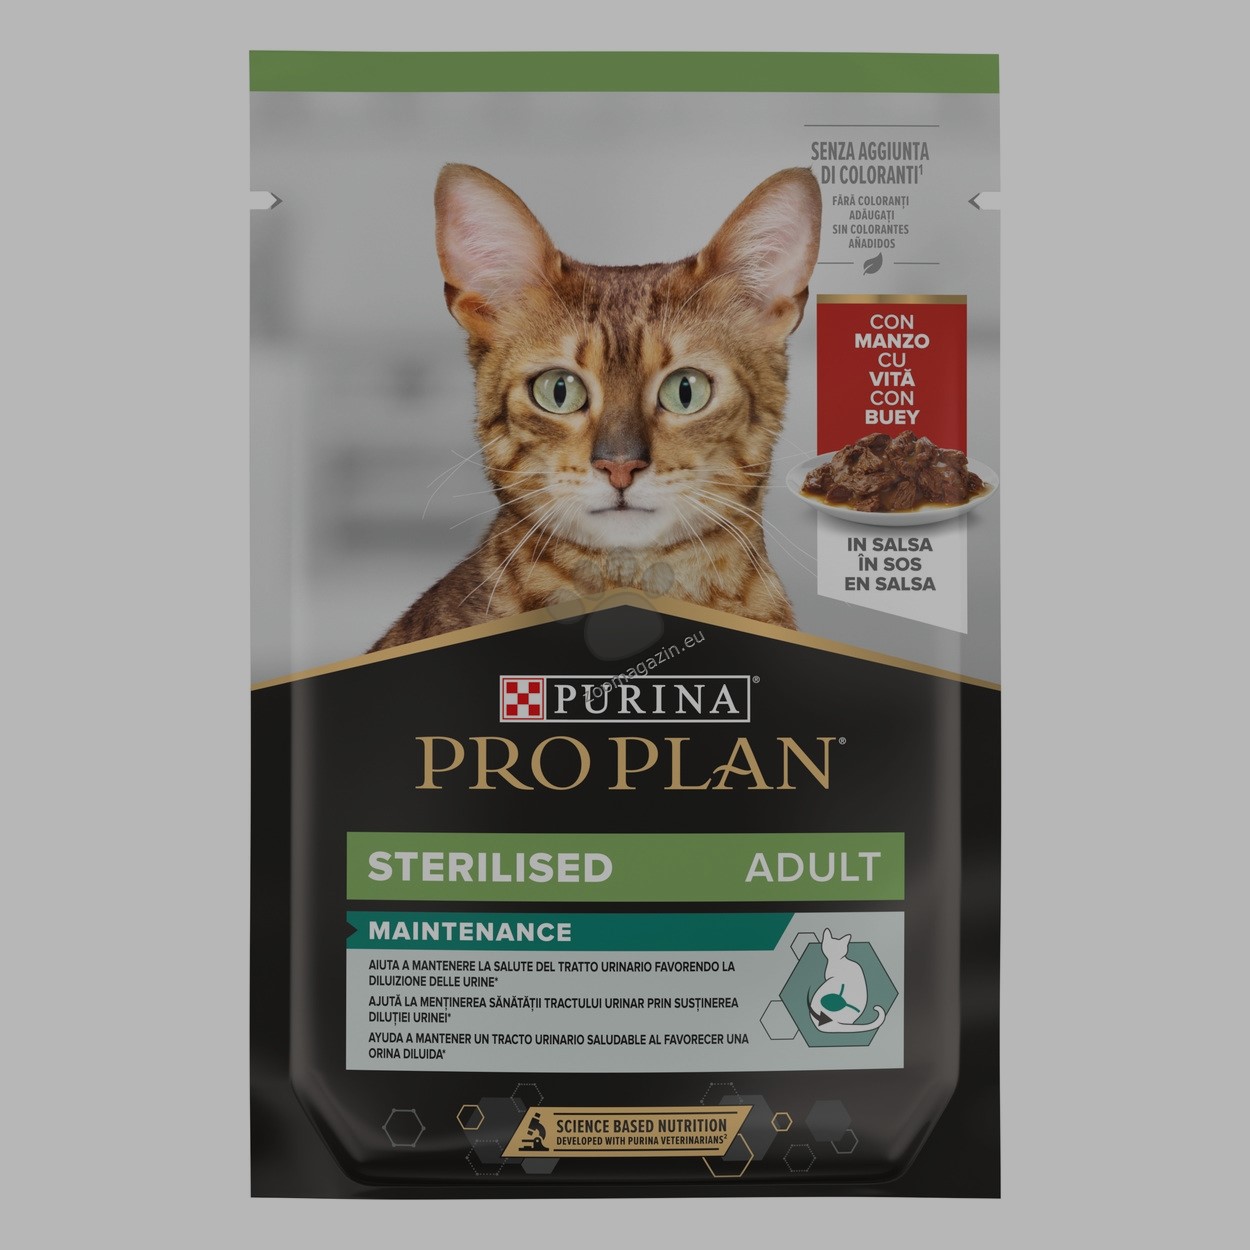 SENZA AGGIUNTA
DI COLORANTI¹
FĂRĂ COLORANȚI
ADĂUGAȚI
SIN COLORANTES
AÑADIDOS
CON
MANZO
CU
VITĂ
CON
BUEY
IN SALSA
ÎN SOS
EN SALSA
zoomagazin.eu
PURINA®
PRO PLAN®
STERILISED ADULT
MAINTENANCE
AIUTA A MANTENERE LA SALUTE DEL TRATTO URINARIO FAVORENDO LA
DILUIZIONE DELLE URINE*
AJUTĂ LA MENȚINEREA SĂNĂTĂȚII TRACTULUI URINAR PRIN SUSȚINEREA
DILUȚIEI URINEI*
AYUDA A MANTENER UN TRACTO URINARIO SALUDABLE AL FAVORECER UNA
ORINA DILUIDA*
SCIENCE BASED NUTRITION
DEVELOPED WITH PURINA VETERINARIANS²